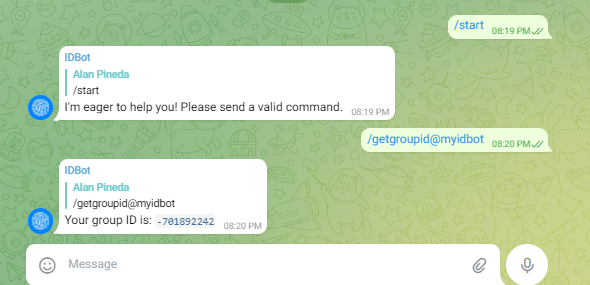 /start 08:19 PM
IDBot
Alan Pineda
/start
I'm eager to help you! Please send a valid command. 08:19 PM
/getgroupid@myidbot 08:20 PM
IDBot
Alan Pineda
/getgroupid@myidbot
Your group ID is: -701892242 08:20 PM
Message